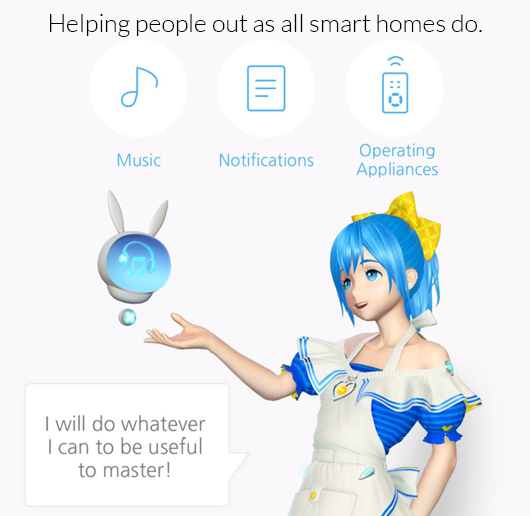 Helping people out as all smart homes do.
Music
Notifications
Operating
Appliances
I will do whatever
I can to be useful
to master!